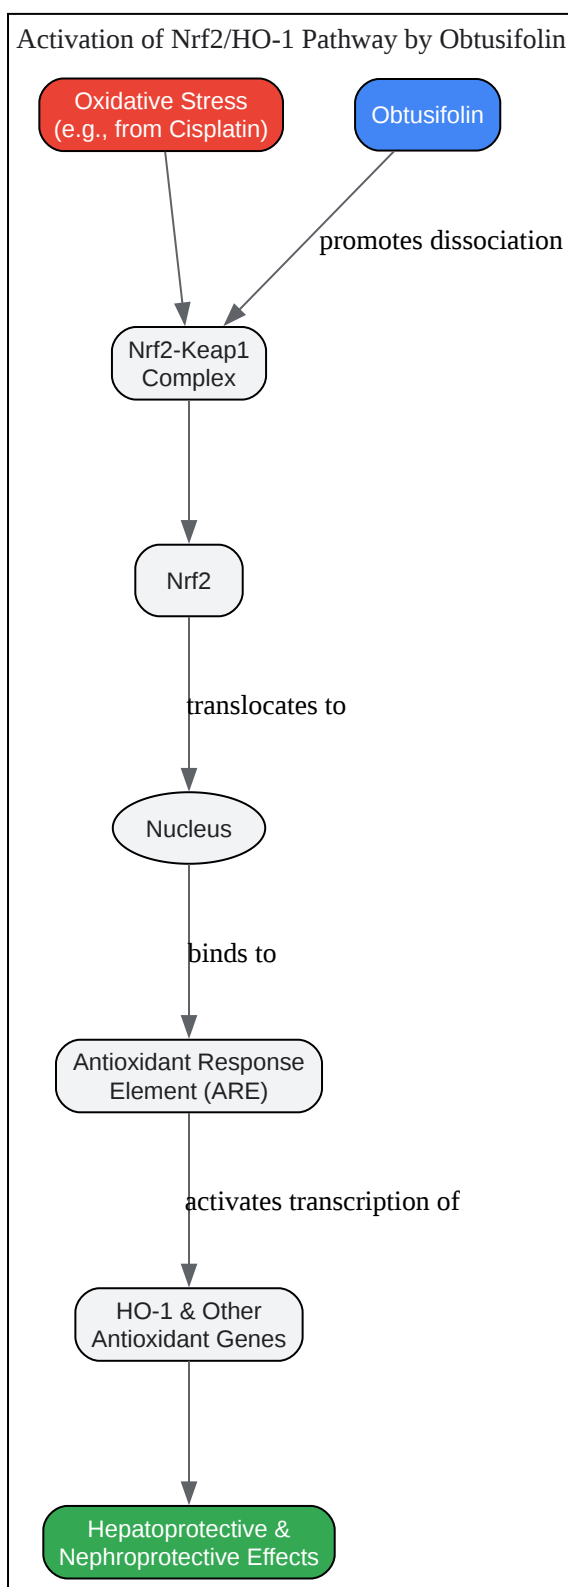 Activation of Nrf2/HO-1 Pathway by Obtusifolin
Oxidative Stress
(e.g., from Cisplatin)
Obtusifolin
promotes dissociation
Nrf2-Keap1
Complex
Nrf2
translocates to
Nucleus
binds to
Antioxidant Response
Element (ARE)
activates transcription of
HO-1 & Other
Antioxidant Genes
Hepatoprotective &
Nephroprotective Effects